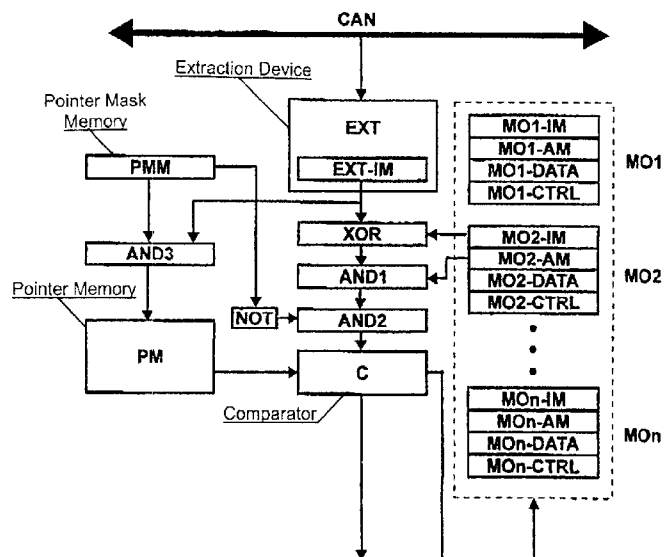 CAN
Extraction Device
Pointer Mask
Memory
EXT
EXT-IM
PMM
MO1-IM
MO1-AM
MO1-DATA
MO1-CTRL
MO1
XOR
AND3
AND1
MO2-IM
MO2-AM
MO2-DATA
MO2-CTRL
MO2
Pointer Memory
NOT
AND2
PM
C
Comparator
MOn-IM
MOn-AM
MOn-DATA
MOn-CTRL
MOn